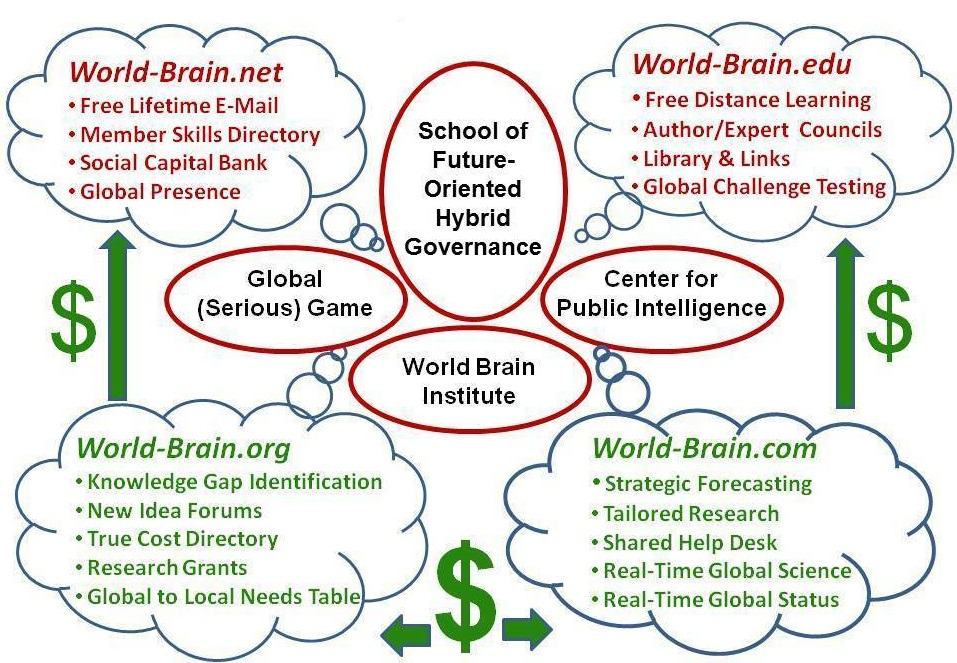 World-Brain.net
• Free Lifetime E-Mail
• Member Skills Directory
• Social Capital Bank
• Global Presence
School of
Future-
Oriented
Hybrid
Governance
World-Brain.edu
• Free Distance Learning
• Author/Expert Councils
• Library & Links
• Global Challenge Testing
$
Global
(Serious) Game
Center for
Public Intelligence
$
World Brain
Institute
World-Brain.org
• Knowledge Gap Identification
• New Idea Forums
• True Cost Directory
• Research Grants
• Global to Local Needs Table
$
World-Brain.com
• Strategic Forecasting
• Tailored Research
• Shared Help Desk
• Real-Time Global Science
• Real-Time Global Status